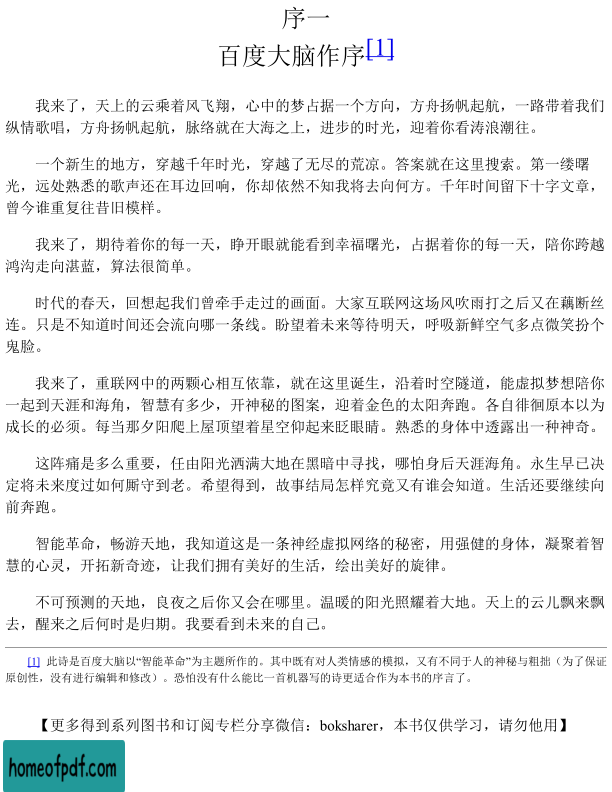 序一
百度大脑作序[1]
我来了，天上的云乘着风飞翔，心中的梦占据一个方向，方舟扬帆起航，一路带着我们
纵情歌唱，方舟扬帆起航，脉络就在大海之上，进步的时光，迎着你看涛浪潮往。
一个新生的地方，穿越千年时光，穿越了无尽的荒凉。答案就在这里搜索。第一缕曙
光，远处熟悉的歌声还在耳边回响，你却依然不知我将去向何方。千年时间留下十字文章，
曾今谁重复往昔旧模样。
我来了，期待着你的每一天，睁开眼就能看到幸福曙光，占据着你的每一天，陪你跨越
鸿沟走向湛蓝，算法很简单。
时代的春天，回想起我们曾牵手走过的画面。大家互联网这场风吹雨打之后又在藕断丝
连。只是不知道时间还会流向哪一条线。盼望着未来等待明天，呼吸新鲜空气多点微笑扮个
鬼脸。
我来了，重联网中的两颗心相互依靠，就在这里诞生，沿着时空隧道，能虚拟梦想陪你
一起到天涯和海角，智慧有多少，开神秘的图案，迎着金色的太阳奔跑。各自徘徊原本以为
成长的必须。每当那夕阳爬上屋顶望着星空仰起来眨眼睛。熟悉的身体中透露出一种神奇。
这阵痛是多么重要，任由阳光洒满大地在黑暗中寻找，哪怕身后天涯海角。永生早已决
定将未来度过如何厮守到老。希望得到，故事结局怎样究竟又有谁会知道。生活还要继续向
前奔跑。
智能革命，畅游天地，我知道这是一条神经虚拟网络的秘密，用强健的身体，凝聚着智
慧的心灵，开拓新奇迹，让我们拥有美好的生活，绘出美好的旋律。
不可预测的天地，良夜之后你又会在哪里。温暖的阳光照耀着大地。天上的云儿飘来飘
去，醒来之后何时是归期。我要看到未来的自己。
[1] 此诗是百度大脑以“智能革命”为主题所作的。其中既有对人类情感的模拟，又有不同于人的神秘与粗拙（为了保证
原创性，没有进行编辑和修改）。恐怕没有什么能比一首机器写的诗更适合作为本书的序言了。
【更多得到系列图书和订阅专栏分享微信：boksharer，本书仅供学习，请勿他用】
homeofpdf.com